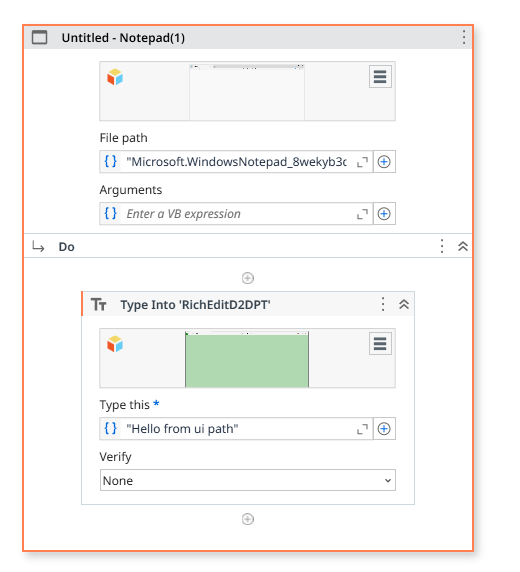 Untitled - Notepad(1)
File path
"Microsoft.WindowsNotepad_8wekyb3d
Arguments
Enter a VB expression
Do
Type Into 'RichEditD2DPT'
Type this *
"Hello from ui path"
Verify
None